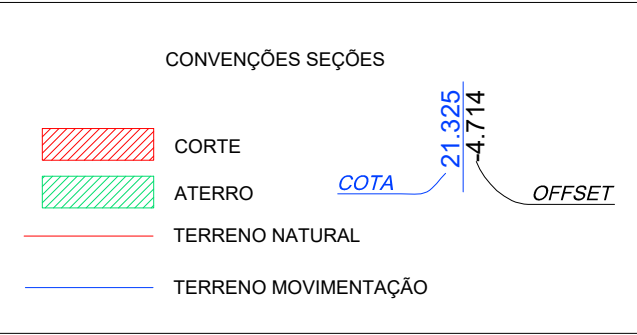 CONVENÇÕES SEÇÕES
CORTE
ATERRO
TERRENO NATURAL
TERRENO MOVIMENTAÇÃO
21.325
4.714
COTA
OFFSET